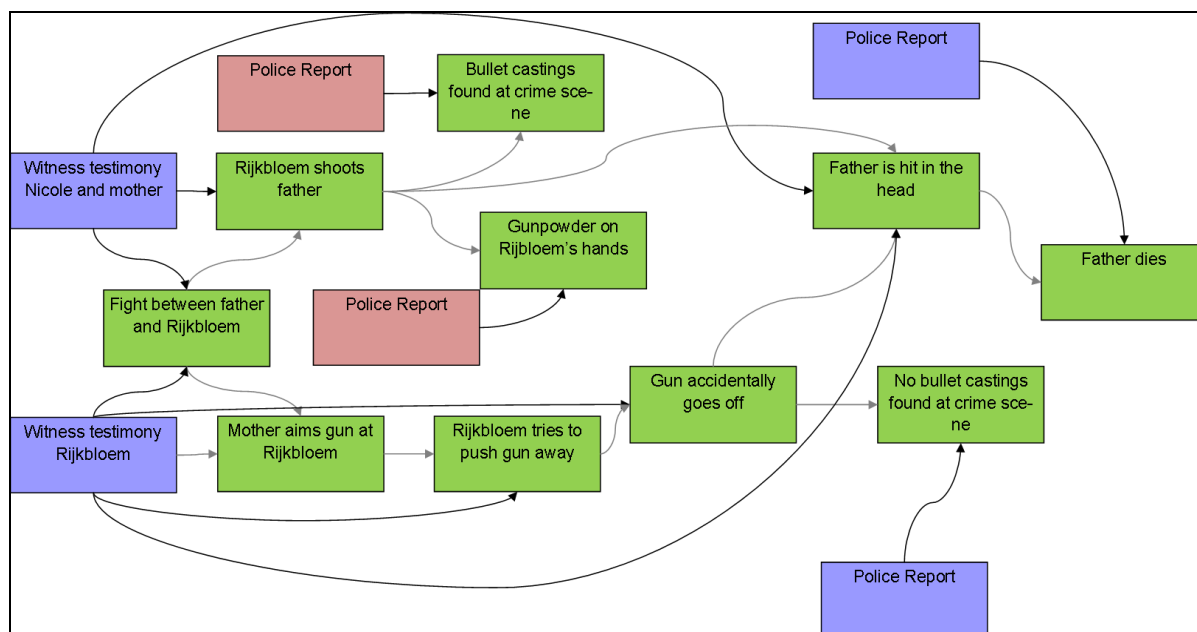 Police Report
Police Report
Bullet castings
found at crime sce-
ne
Witness testimony
Nicole and mother
Rijkbloem shoots
father
Father is hit in the
head
Gunpowder on
Rijbloem's hands
Father dies
Fight between father
and Rijkbloem
Police Report
Gun accidentally
goes off
No bullet castings
found at crime sce-
ne
Witness testimony
Rijkbloem
Mother aims gun at
Rijkbloem
Rijkbloem tries to
push gun away
Police Report